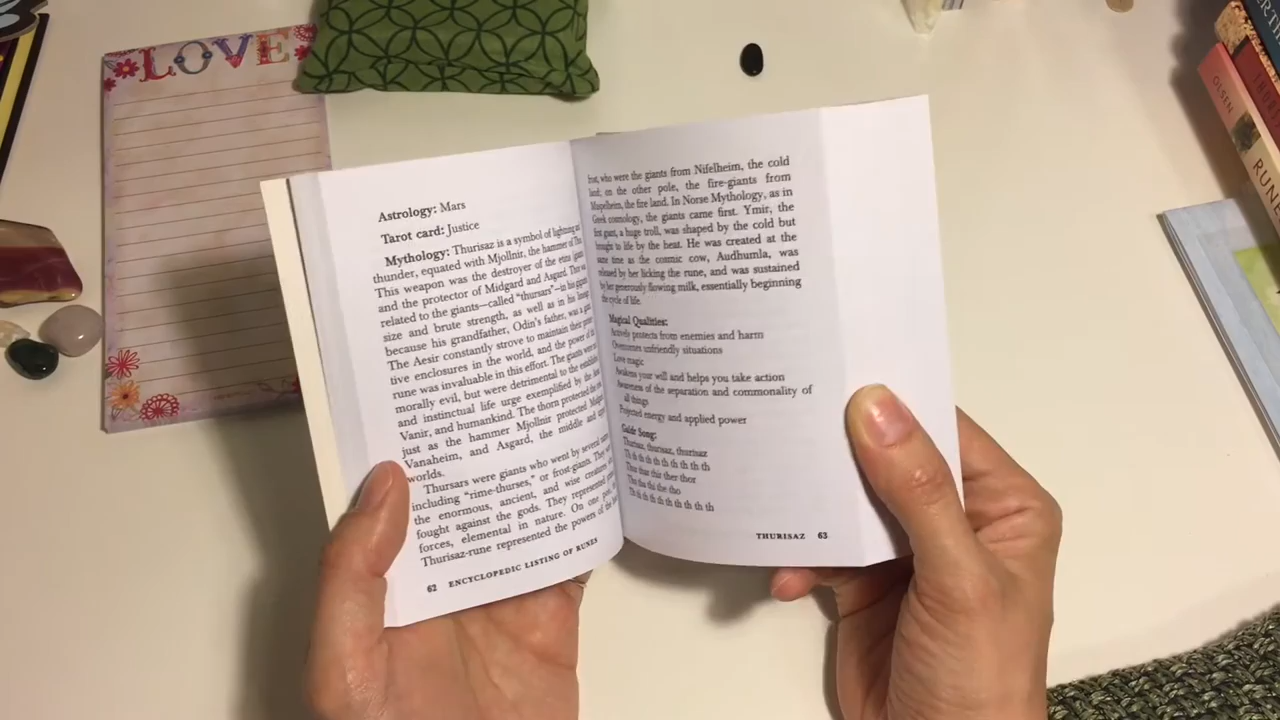 LOVE
Astrology: Mars
Tarot card: Justice
Mythology: Thurisaz is a symbol of lightning
thunder, equated with Mjollnir, the hammer of
This weapon was the destroyer of the etins
and the protector of Midgard and Asgard.
related to the giants—called "thursars"—in his
size and brute strength, as well as in his
because his grandfather, Odin's father, was a
The Aesir constantly strove to maintain their
tive enclosures in the world, and the power of
rune was invaluable in this effort. The giants were
morally evil, but were detrimental to the
and instinctual life urge exemplified by the
Vanir, and humankind. The thorn protected the
just as the hammer Mjollnir protected
Vanaheim, and Asgard, the middle and
worlds.
Thursars were giants who went by several
including "rime-thurses," or frost-giants. They
the enormous, ancient, and wise creatures
fought against the gods. They represented
forces, elemental in nature. On one
Thurisaz-rune represented the powers of the
62 ENCYCLOPEDIC LISTING OF RUNES
frost, who were the giants from Nifelheim, the cold
land; on the other pole, the fire-giants from
Muspelheim, the fire land. In Norse Mythology, as in
Greek cosmology, the giants came first. Ymir, the
first giant, a huge troll, was shaped by the cold but
brought to life by the heat. He was created at the
same time as the cosmic cow, Audhumla, was
released by her licking the rune, and was sustained
by her generously flowing milk, essentially beginning
the cycle of life.
Magical Qualities:
Actively protects from enemies and harm
Overcomes unfriendly situations
Love magic
Awakens your will and helps you take action
Awareness of the separation and commonality of
all things
Projected energy and applied power
Galdr Song:
Thurisaz, thurisaz, thurisaz
Th th th th th th th th th
Thur thar thir ther thor
Thu tha thi the tho
Th th th th th th th th th
THURISAZ 63
OLSEN
RUN